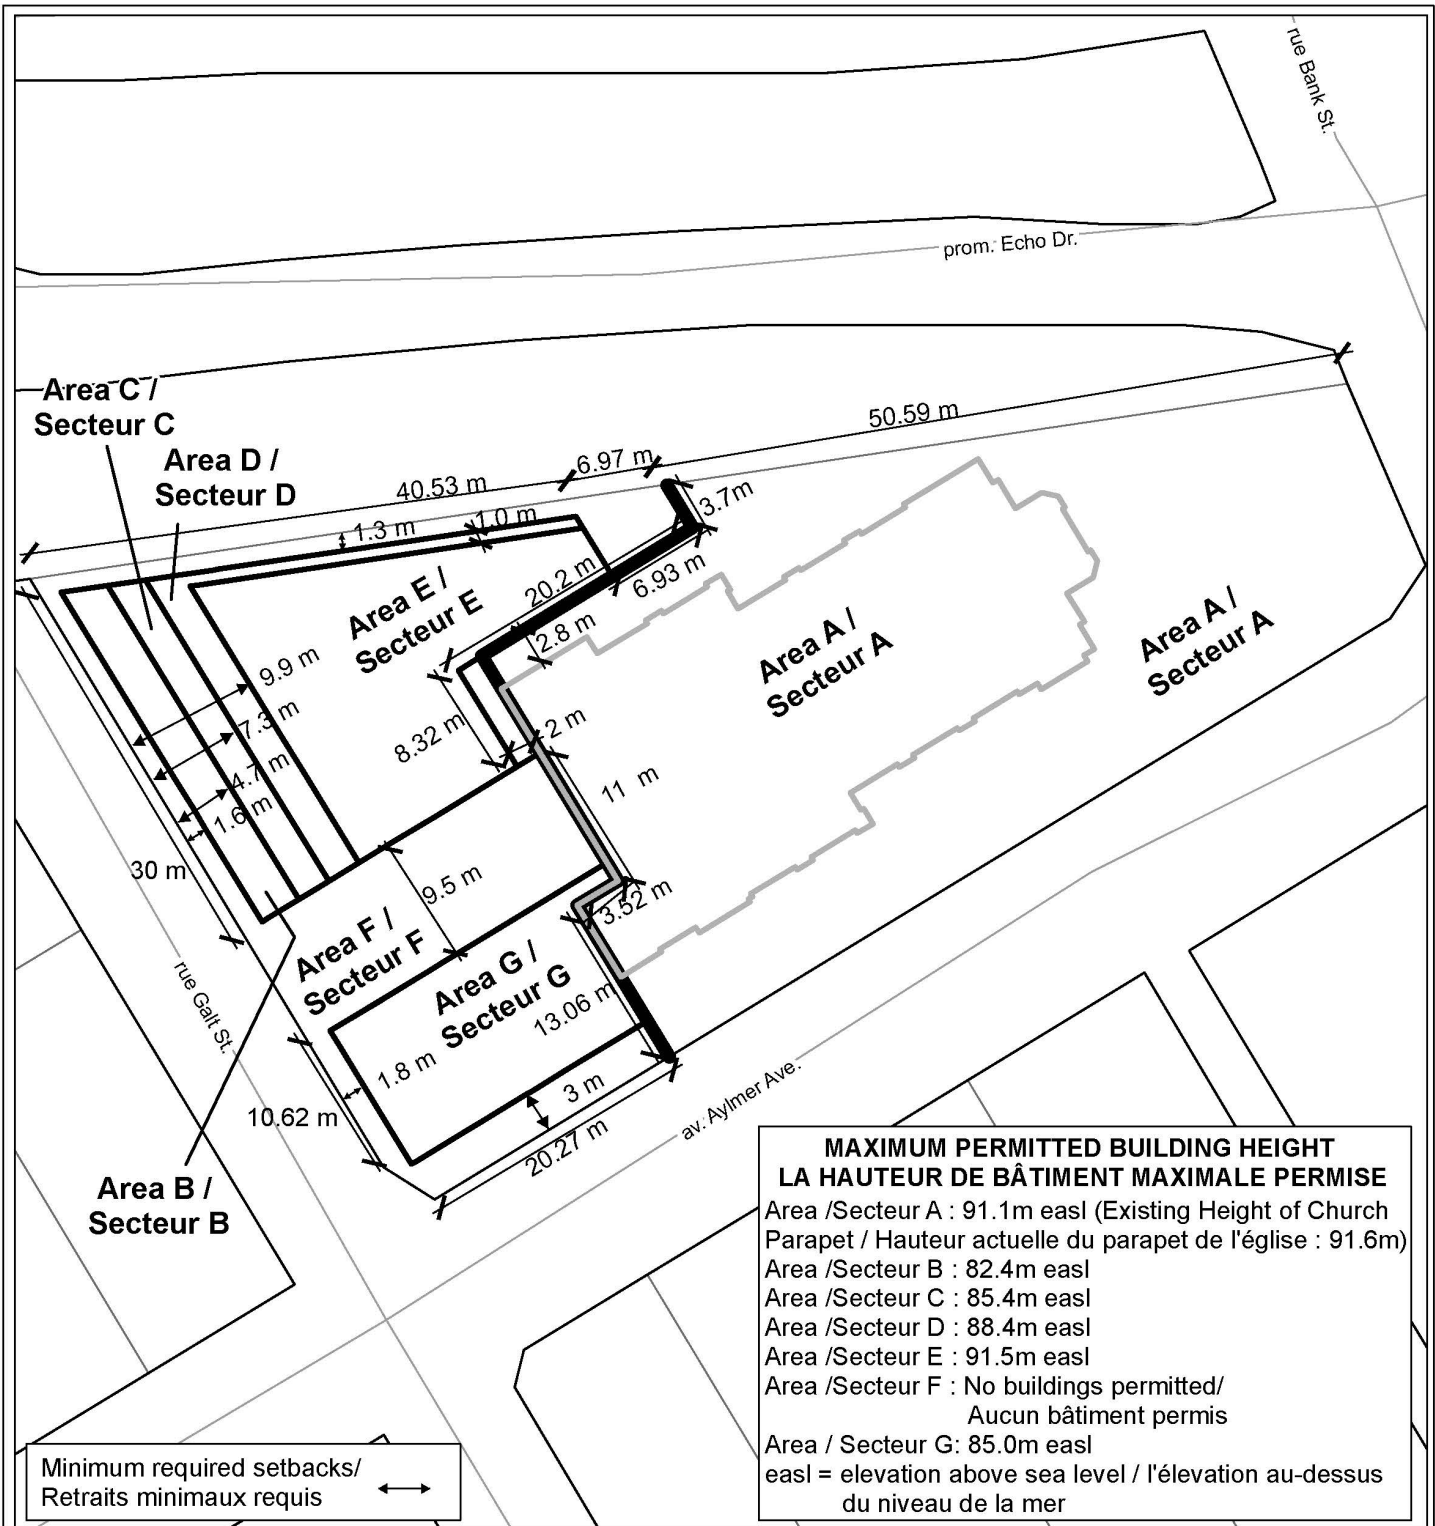 rue Bank St.
prom. Echo Dr.
Area C /
Secteur C
Area D /
Secteur D
50.59 m
6.97 m
40.53 m
3.7m
1.3 m
1.0 m
Area E /
Secteur E
20.2 m
6.93 m
2.8 m
Area A /
Secteur A
Area A /
Secteur A
9.9 m
7.3 m
4.7 m
1.6 m
8.32 m
2 m
11 m
30 m
9.5 m
3.52 m
Area F /
Secteur F
Area G /
Secteur G
rue Galt St.
13.06 m
1.8 m
3 m
10.62 m
20.27 m
av. Aylmer Ave.
Area B /
Secteur B
MAXIMUM PERMITTED BUILDING HEIGHT
LA HAUTEUR DE BÂTIMENT MAXIMALE PERMISE
Area /Secteur A : 91.1m easl (Existing Height of Church
Parapet / Hauteur actuelle du parapet de l'église : 91.6m)
Area /Secteur B : 82.4m easl
Area /Secteur C : 85.4m easl
Area /Secteur D : 88.4m easl
Area /Secteur E : 91.5m easl
Area /Secteur F : No buildings permitted/
Aucun bâtiment permis
Area / Secteur G: 85.0m easl
easl = elevation above sea level / l'élevation au-dessus
du niveau de la mer
Minimum required setbacks/
Retraits minimaux requis